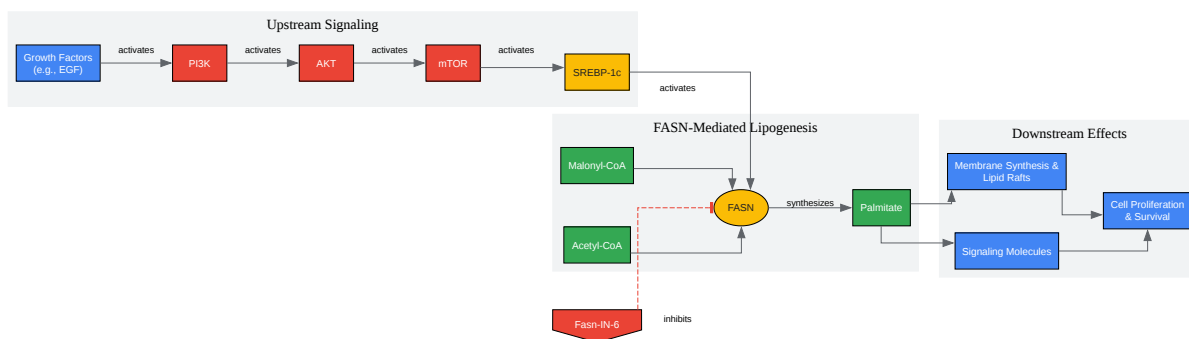 Upstream Signaling
Growth Factors
(e.g., EGF)
activates
PI3K
activates
AKT
activates
mTOR
activates
SREBP-1c
activates
FASN-Mediated Lipogenesis
Malonyl-CoA
Acetyl-CoA
FASN
synthesizes
Palmitate
Downstream Effects
Membrane Synthesis &
Lipid Rafts
Signaling Molecules
Cell Proliferation
& Survival
Fasn-IN-6
inhibits